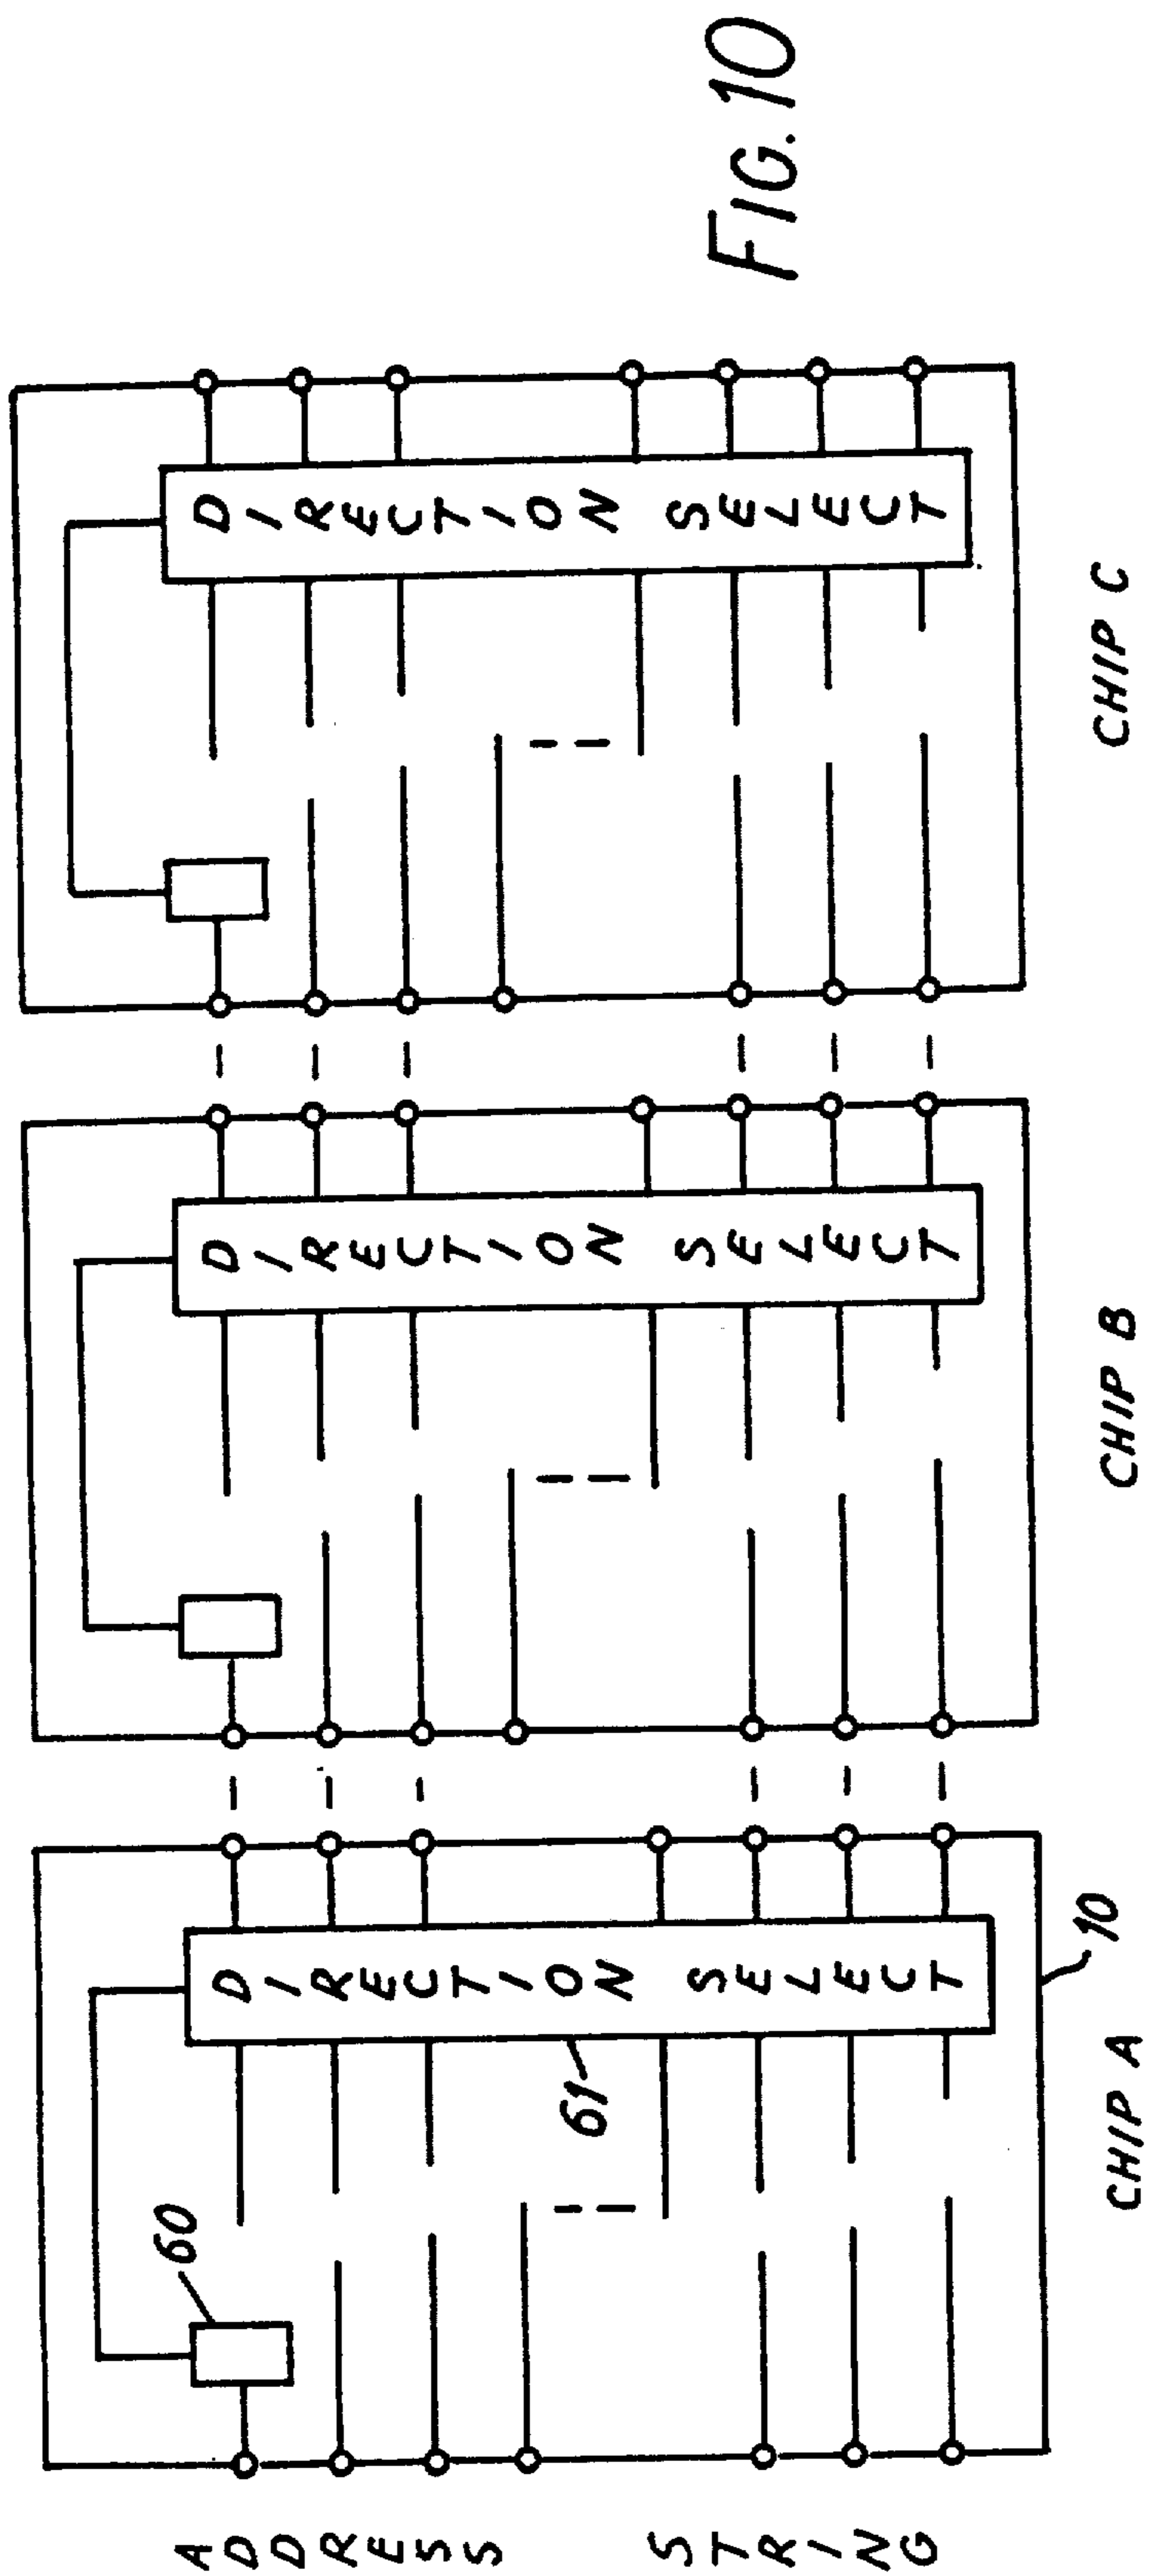 ADDRESS STRING
60
61
10
DIRECTION SELECT
CHIP A
DIRECTION SELECT
CHIP B
DIRECTION SELECT
CHIP C
FIG. 10